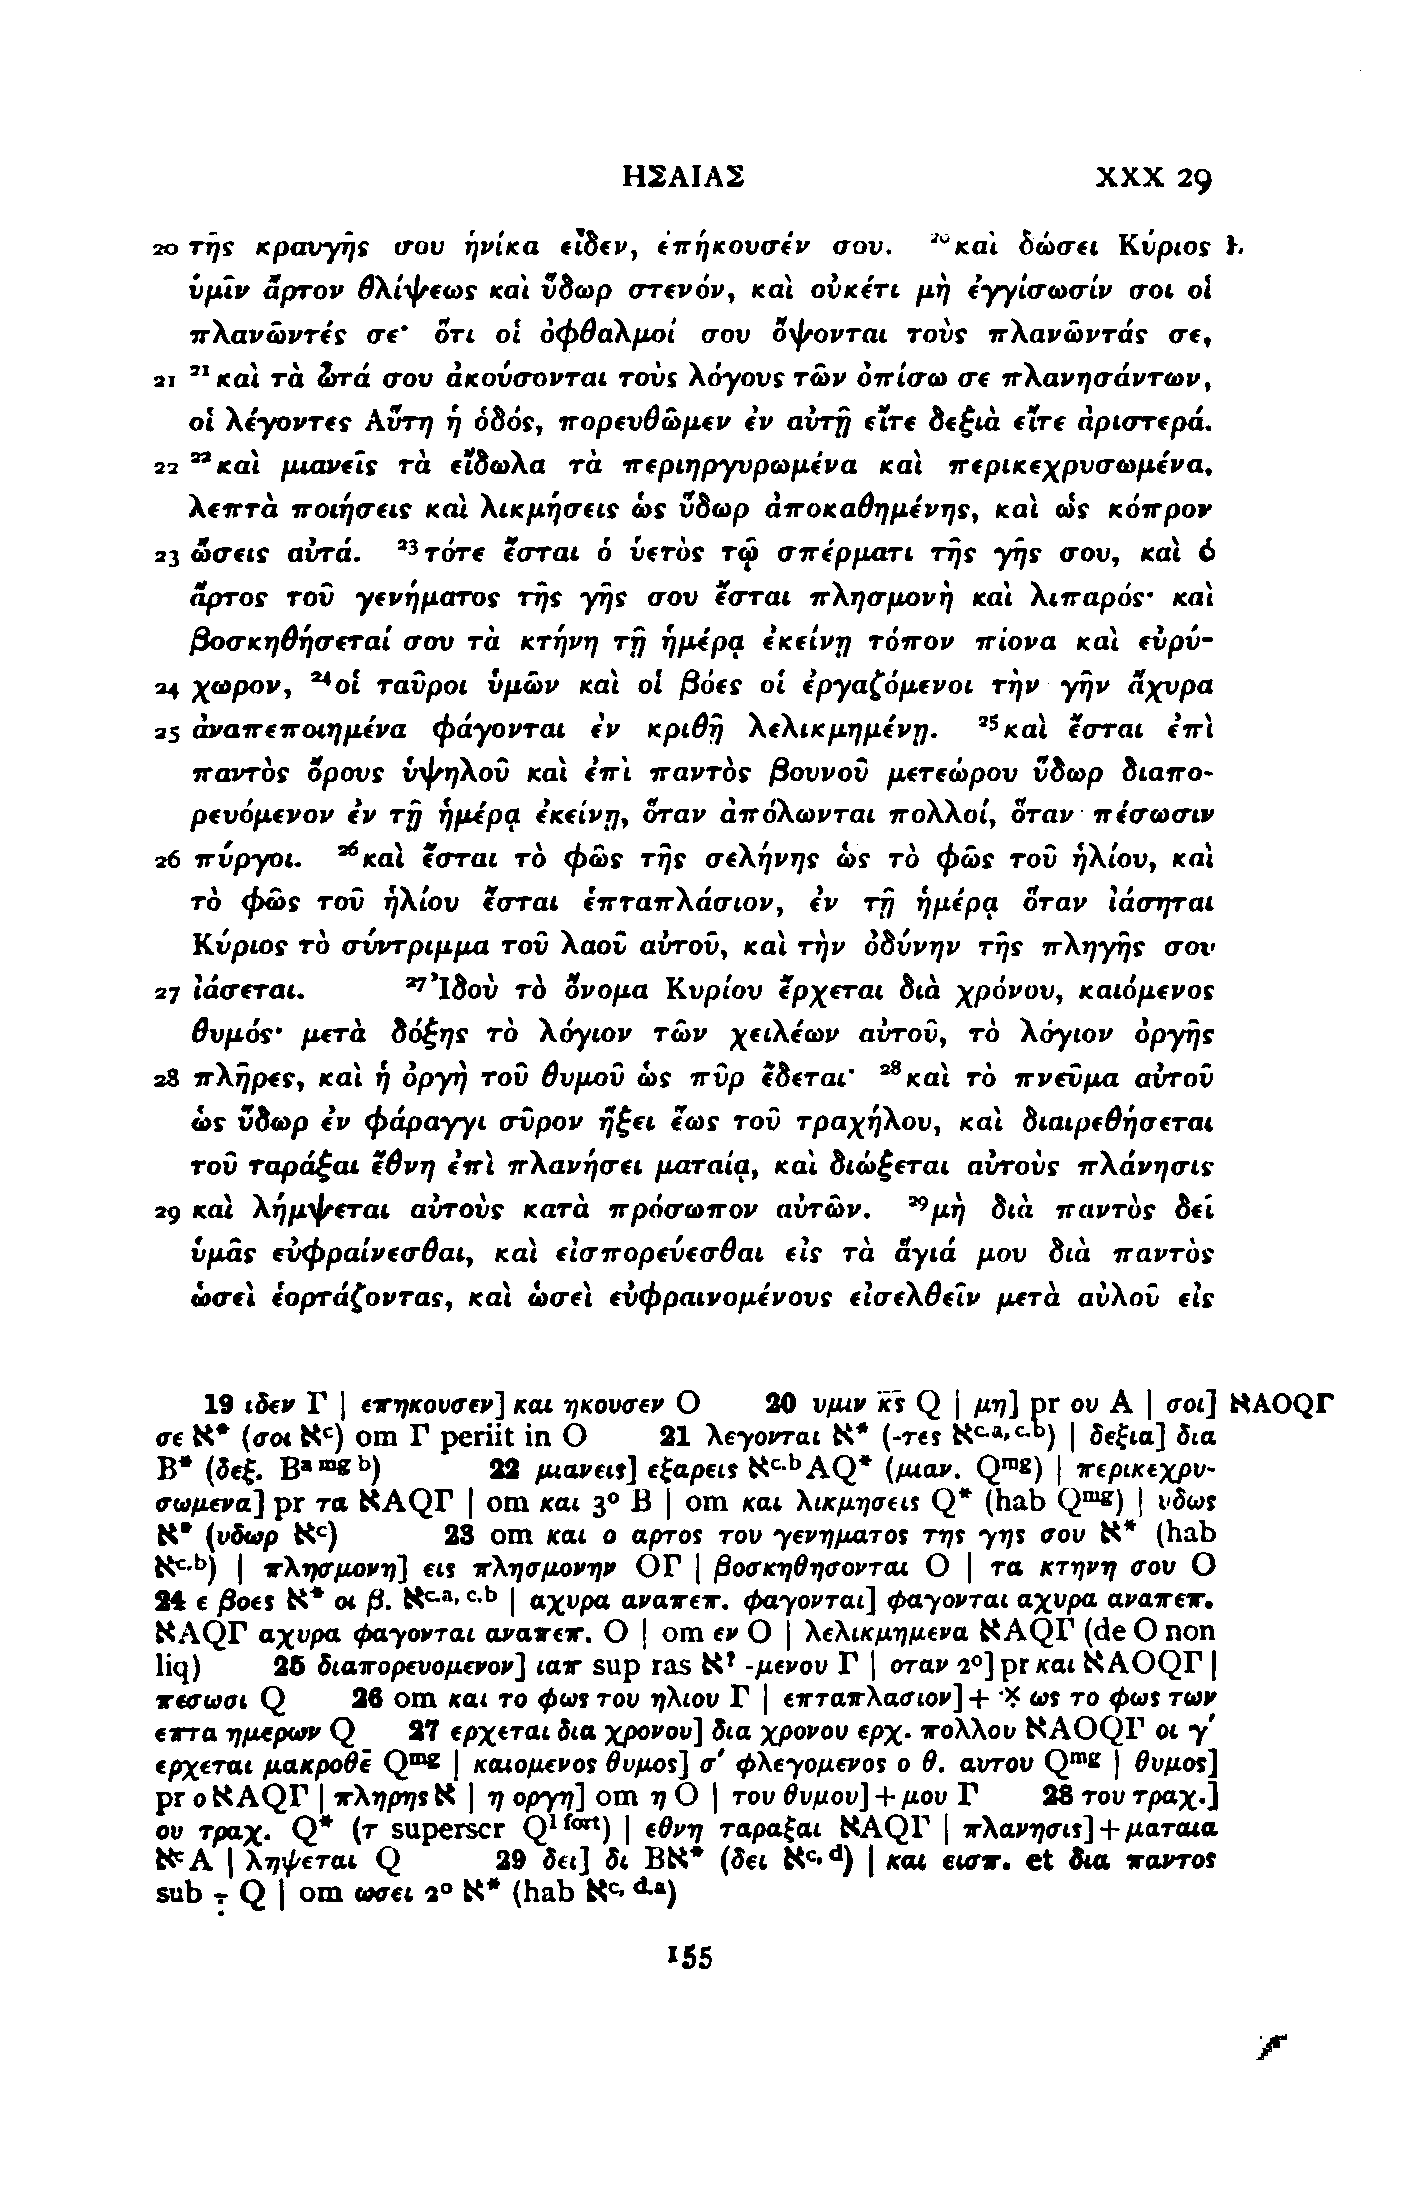 ΗΣΑΙΑΣ XXX 29
20 τῆς κραυγῆς σου ἡνίκα εἶδεν, ἐπήκουσέν σου. ²⁰καὶ δώσει Κύριος
ὑμῖν ἄρτον θλίψεως καὶ ὕδωρ στενόν, καὶ οὐκέτι μὴ ἐγγίσωσίν σοι οἱ
πλανῶντές σε· ὅτι οἱ ὀφθαλμοί σου ὄψονται τοὺς πλανῶντάς σε,
21 ²¹καὶ τὰ ὦτά σου ἀκούσονται τοὺς λόγους τῶν ὀπίσω σε πλανησάντων,
οἱ λέγοντες Αὕτη ἡ ὁδός, πορευθῶμεν ἐν αὐτῇ εἴτε δεξιὰ εἴτε ἀριστερά.
22 ²²καὶ μιανεῖς τὰ εἴδωλα τὰ περιηργυρωμένα καὶ περικεχρυσωμένα,
λεπτὰ ποιήσεις καὶ λικμήσεις ὡς ὕδωρ ἀποκαθημένης, καὶ ὡς κόπρον
23 ὤσεις αὐτά. ²³τότε ἔσται ὁ ὑετὸς τῷ σπέρματι τῆς γῆς σου, καὶ ὁ
ἄρτος τοῦ γενήματος τῆς γῆς σου ἔσται πλησμονὴ καὶ λιπαρός· καὶ
βοσκηθήσεταί σου τὰ κτήνη τῇ ἡμέρᾳ ἐκείνῃ τόπον πίονα καὶ εὐρύ-
24 χωρον, ²⁴οἱ ταῦροι ὑμῶν καὶ οἱ βόες οἱ ἐργαζόμενοι τὴν γῆν ἄχυρα
25 ἀναπεποιημένα φάγονται ἐν κριθῇ λελικμημένῃ. ²⁵καὶ ἔσται ἐπὶ
παντὸς ὄρους ὑψηλοῦ καὶ ἐπὶ παντὸς βουνοῦ μετεώρου ὕδωρ διαπο-
ρευόμενον ἐν τῇ ἡμέρᾳ ἐκείνῃ, ὅταν ἀπόλωνται πολλοί, ὅταν πέσωσιν
26 πύργοι. ²⁶καὶ ἔσται τὸ φῶς τῆς σελήνης ὡς τὸ φῶς τοῦ ἡλίου, καὶ
τὸ φῶς τοῦ ἡλίου ἔσται ἑπταπλάσιον, ἐν τῇ ἡμέρᾳ ὅταν ἰάσηται
Κύριος τὸ σύντριμμα τοῦ λαοῦ αὐτοῦ, καὶ τὴν ὀδύνην τῆς πληγῆς σου
27 ἰάσεται. ²⁷Ἰδοὺ τὸ ὄνομα Κυρίου ἔρχεται διὰ χρόνου, καιόμενος
θυμός· μετὰ δόξης τὸ λόγιον τῶν χειλέων αὐτοῦ, τὸ λόγιον ὀργῆς
28 πλῆρες, καὶ ἡ ὀργὴ τοῦ θυμοῦ ὡς πῦρ ἔδεται· ²⁸καὶ τὸ πνεῦμα αὐτοῦ
ὡς ὕδωρ ἐν φάραγγι σῦρον ἥξει ἕως τοῦ τραχήλου, καὶ διαιρεθήσεται
τοῦ ταράξαι ἔθνη ἐπὶ πλανήσει ματαίᾳ, καὶ διώξεται αὐτοὺς πλάνησις
29 καὶ λήμψεται αὐτοὺς κατὰ πρόσωπον αὐτῶν. ²⁹μὴ διὰ παντὸς δεῖ
ὑμᾶς εὐφραίνεσθαι, καὶ εἰσπορεύεσθαι εἰς τὰ ἅγιά μου διὰ παντὸς
ὡσεὶ ἑορτάζοντας, καὶ ὡσεὶ εὐφραινομένους εἰσελθεῖν μετὰ αὐλοῦ εἰς
19 ιδεν Γ | επηκουσεν] και ηκουσεν O 20 υμιν κ̅ς̅ Q | μη] pr ου A | σοι] ℵAOQΓ
σε ℵ* (σοι ℵᶜ) om Γ periit in O 21 λεγονται ℵ* (-τες ℵᶜ·ᵃ, ᶜ·ᵇ) | δεξια] δια
B* (δεξ. Bᵃ ᵐᵍ ᵇ) 22 μιανεις] εξαρεις ℵᶜ·ᵇ AQ* (μιαν. Qᵐᵍ) | περικεχρυ-
σωμενα] pr τα ℵAQΓ | om και 3° B | om και λικμησεις Q* (hab Qᵐᵍ) | υδως
ℵ* (υδωρ ℵᶜ) 23 om και ο αρτος του γενηματος της γης σου ℵ* (hab
ℵᶜ·ᵇ) | πλησμονη] εις πλησμονην OΓ | βοσκηθησονται O | τα κτηνη σου O
24 ε βοες ℵ* οι β. ℵᶜ·ᵃ, ᶜ·ᵇ | αχυρα αναπεπ. φαγονται] φαγονται αχυρα αναπεπ.
ℵAQΓ αχυρα φαγονται αναπεπ. O | om εν O | λελικμημενα ℵAQΓ (de O non
liq) 25 διαπορευομενον] ιαπ sup ras ℵ? -μενου Γ | οταν 2°] pr και ℵAOQΓ |
πεσωσι Q 26 om και το φως του ηλιου Γ | επταπλασιον] + ※ ως το φως των
επτα ημερων Q 27 ερχεται δια χρονου] δια χρονου ερχ. πολλου ℵAOQΓ οι γ′
ερχεται μακροθε̅ Qᵐᵍ | καιομενος θυμος] σ′ φλεγομενος ο θ. αυτου Qᵐᵍ | θυμος]
pr ο ℵAQΓ | πληρης ℵ | η οργη] om η O | του θυμου] + μου Γ 28 του τραχ.]
ου τραχ. Q* (τ superscr Q¹ ᶠᵒʳᵗ) | εθνη ταραξαι ℵAQΓ | πλανησις] + ματαια
ℵᶜ A | ληψεται Q 29 δει] δι Bℵ* (δει ℵᶜ·ᵈ) | και εισπ. et δια παντος
sub ÷ Q | om ωσει 2° ℵ* (hab ℵᶜ·ᵈ·ᵃ)
155